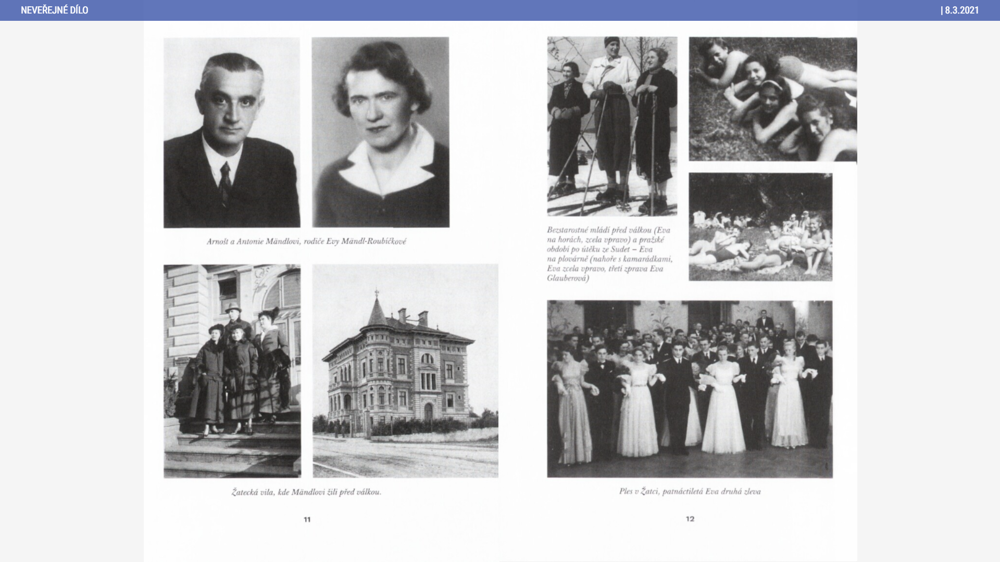 NEVEŘEJNÉ DÍLO
| 8.3.2021
Arnošt a Antonie Mändlovi, rodiče Evy Mändl-Roubíčkové
Žatecká vila, kde Mändlovi žili před válkou.
11
Bezstarostné mládí před válkou (Eva
na horách, zcela vpravo) a pražské
období po útěku ze Sudet – Eva
na plovárně (nahoře s kamarádkami,
Eva zcela vpravo, třetí zprava Eva
Glauberová)
Ples v Žatci, patnáctiletá Eva druhá zleva
12